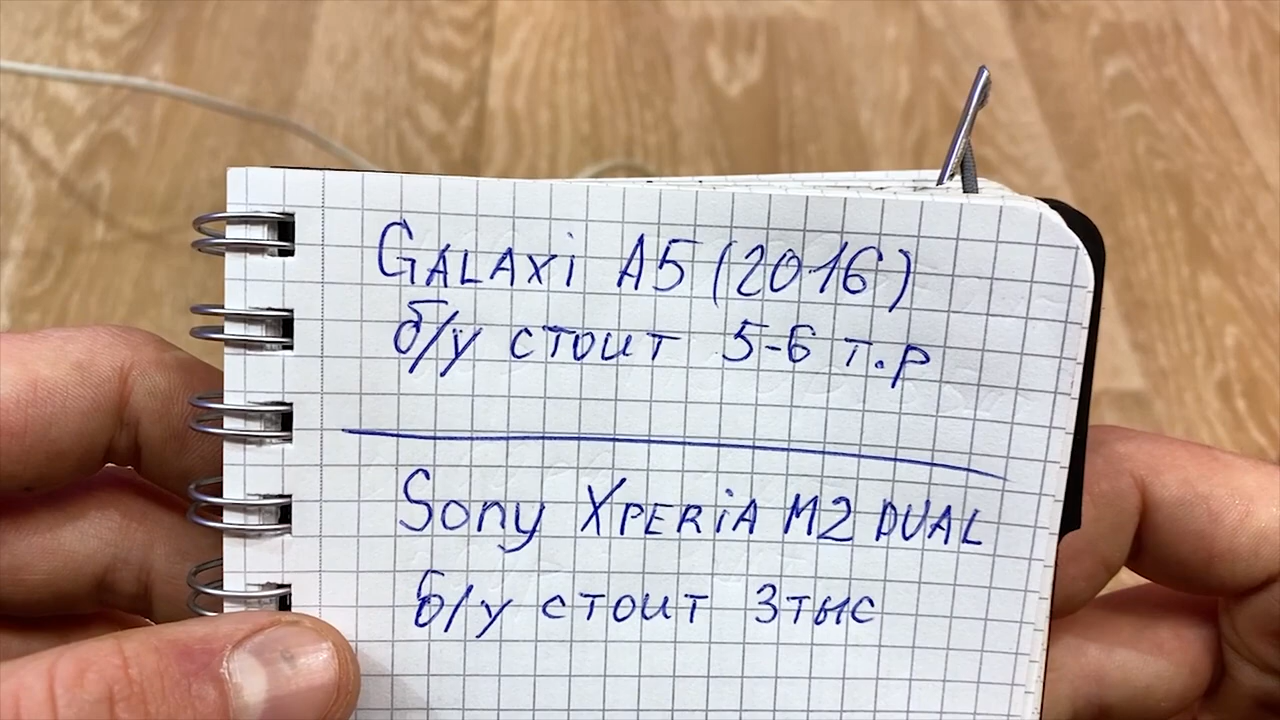 GALAXi A5 (2016)
б/у стоит 5-6 т.р
Sony XPERiA M2 DUAL
б/у стоит 3тыс